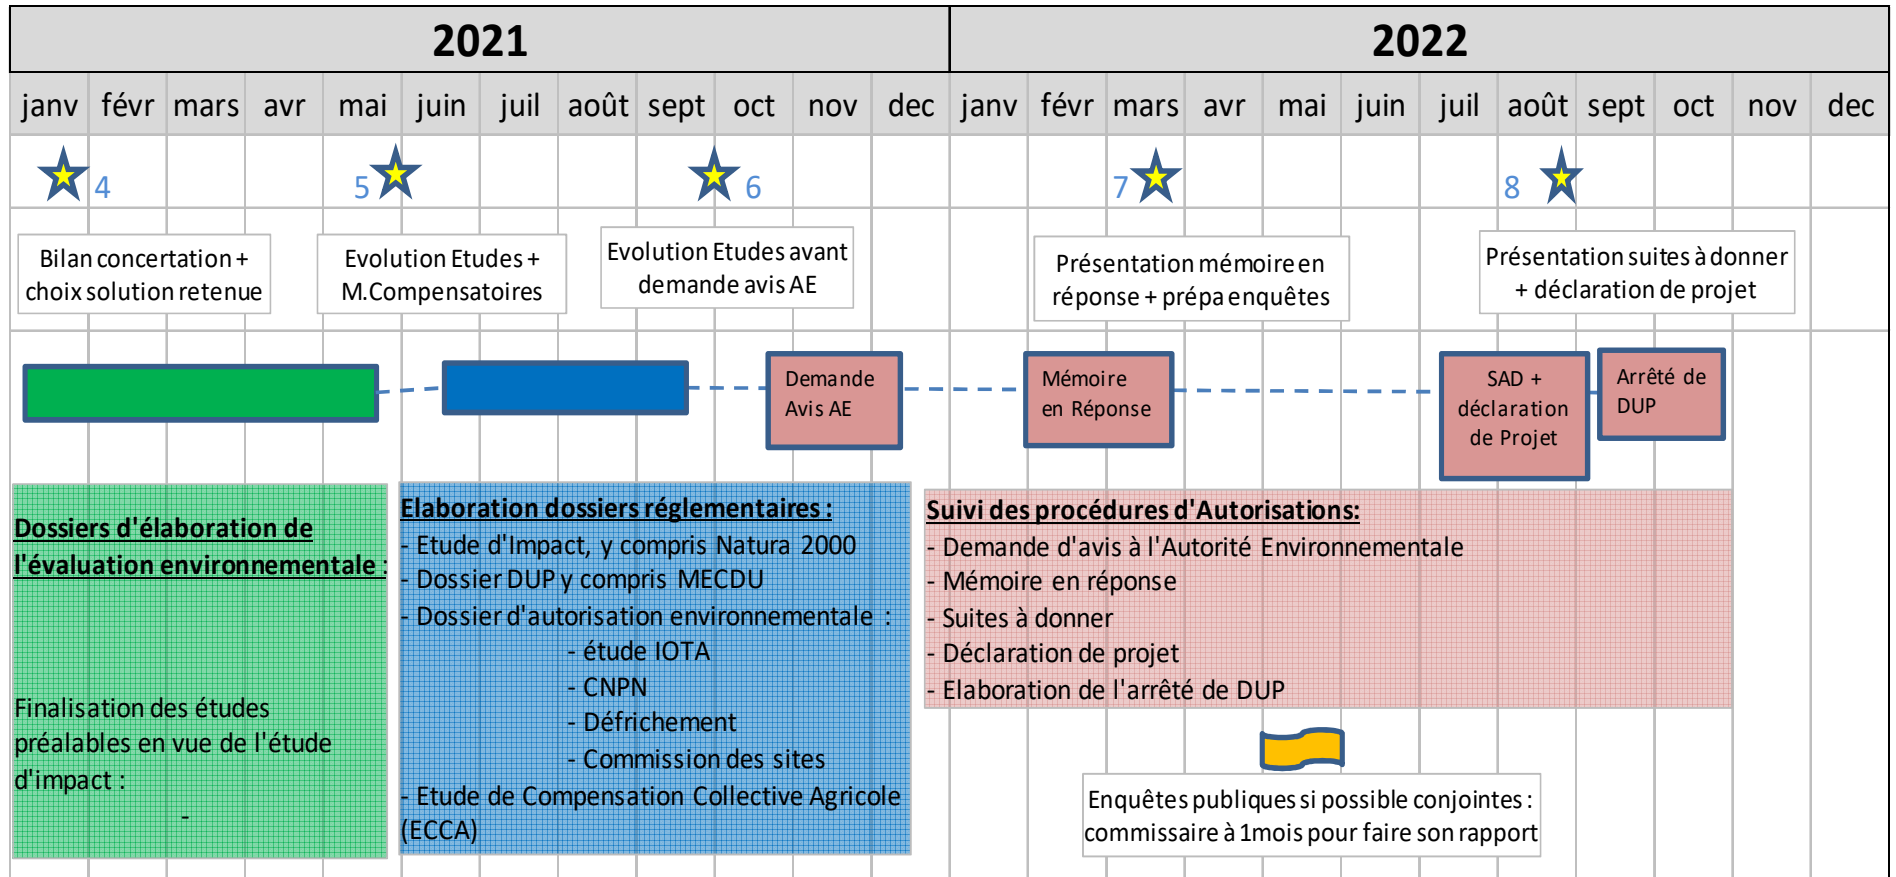 2021
2022
janv févr mars avr mai juin juil août sept oct nov dec janv févr mars avr mai juin juil août sept oct nov dec
4
5
6
7
8
Bilan concertation +
choix solution retenue
Evolution Etudes +
M.Compensatoires
Evolution Etudes avant
demande avis AE
Présentation mémoire en
réponse + prépa enquêtes
Présentation suites à donner
+ déclaration de projet
Demande
Avis AE
Mémoire
en Réponse
SAD +
déclaration
de Projet
Arrêté de
DUP
Dossiers d'élaboration de
l'évaluation environnementale :
Finalisation des études
préalables en vue de l'étude
d'impact :
-
Elaboration dossiers réglementaires :
- Etude d'Impact, y compris Natura 2000
- Dossier DUP y compris MECDU
- Dossier d'autorisation environnementale :
- étude IOTA
- CNPN
- Défrichement
- Commission des sites
- Etude de Compensation Collective Agricole
(ECCA)
Suivi des procédures d'Autorisations:
- Demande d'avis à l'Autorité Environnementale
- Mémoire en réponse
- Suites à donner
- Déclaration de projet
- Elaboration de l'arrêté de DUP
Enquêtes publiques si possible conjointes :
commissaire à 1mois pour faire son rapport